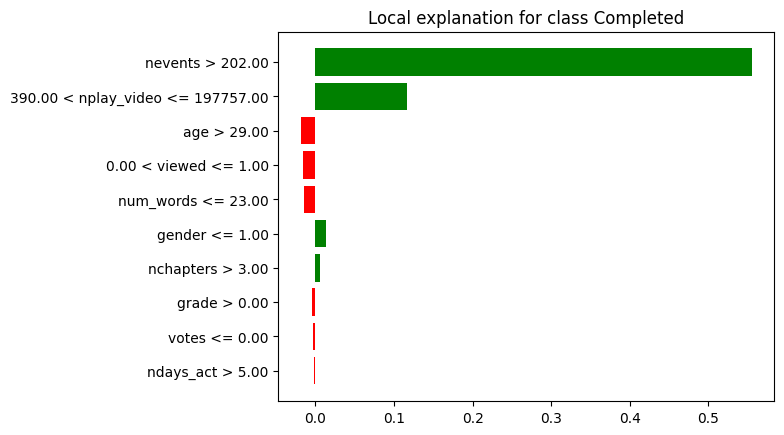 Local explanation for class Completed
nevents > 202.00
390.00 < nplay_video <= 197757.00
age > 29.00
0.00 < viewed <= 1.00
num_words <= 23.00
gender <= 1.00
nchapters > 3.00
grade > 0.00
votes <= 0.00
ndays_act > 5.00
0.0 0.1 0.2 0.3 0.4 0.5